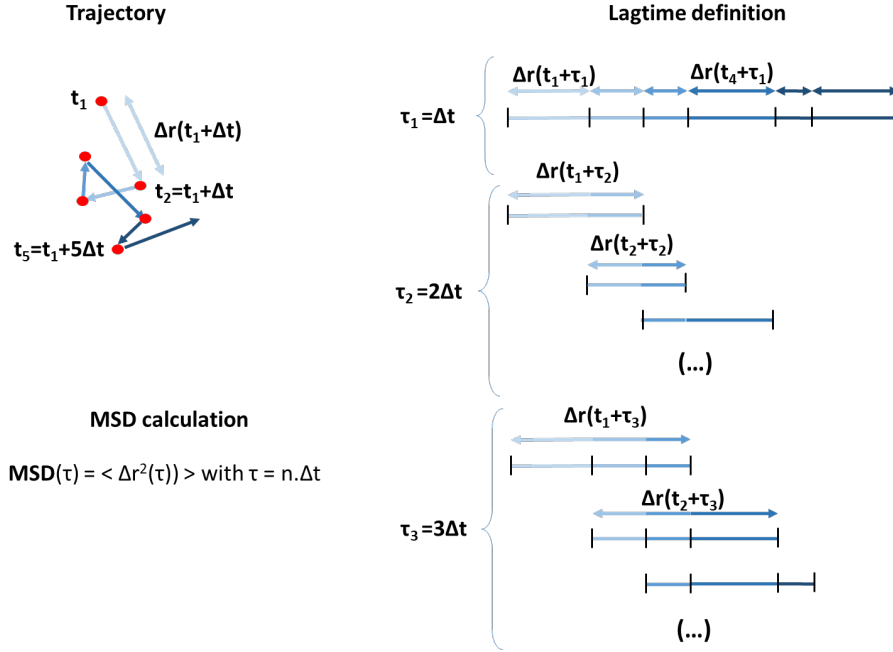 Trajectory
t₁
Δr(t₁+Δt)
t₂=t₁+Δt
t₅=t₁+5Δt
MSD calculation
MSD(τ) = < Δr²(τ)) > with τ = n.Δt
Lagtime definition
Δr(t₁+τ₁) Δr(t₄+τ₁)
τ₁=Δt
Δr(t₁+τ₂)
Δr(t₂+τ₂)
τ₂=2Δt
(...)
Δr(t₁+τ₃)
Δr(t₂+τ₃)
τ₃=3Δt
(...)